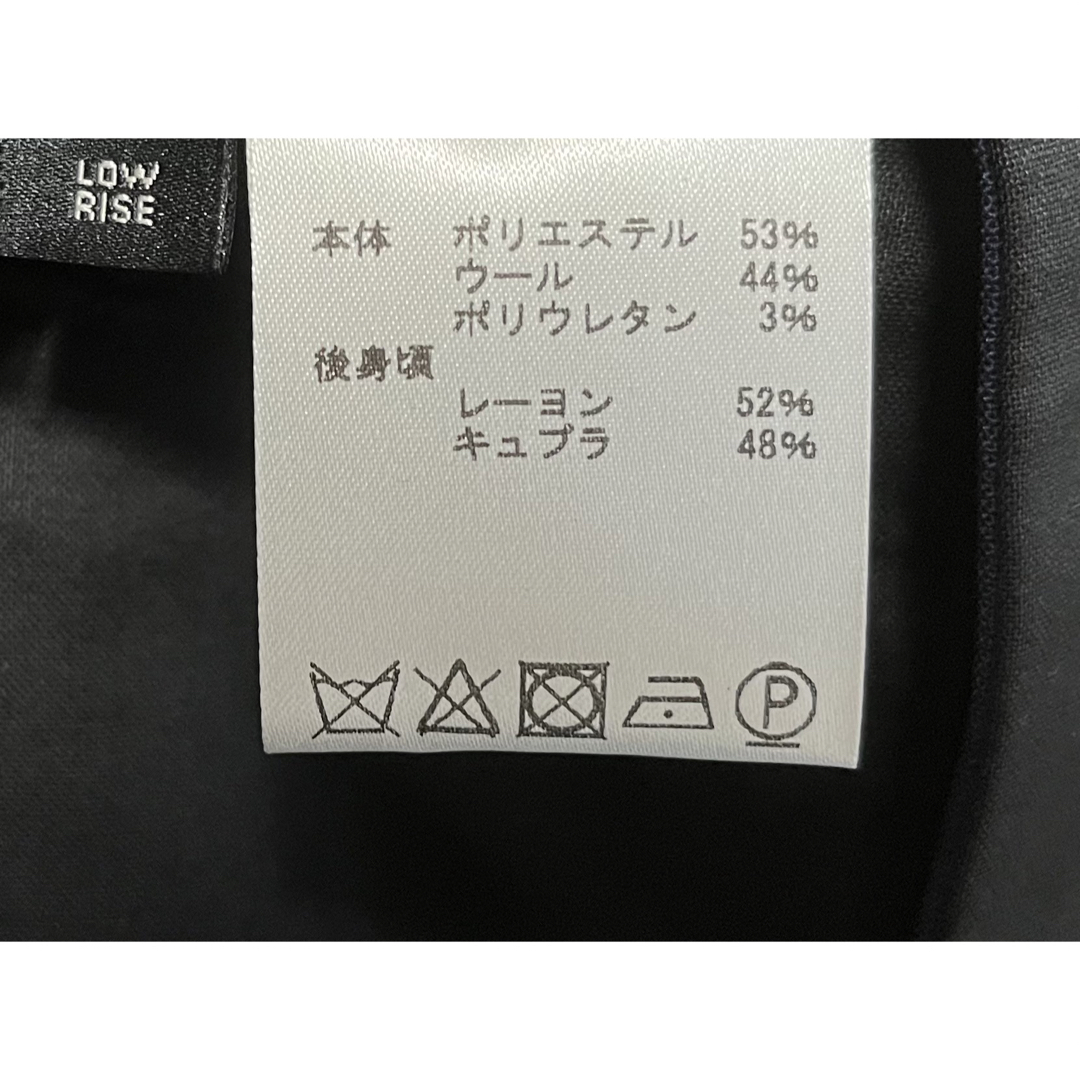 LOW
RISE
本体 ポリエステル 53%
ウール 44%
ポリウレタン 3%
後身頃
レーヨン 52%
キュプラ 48%
P